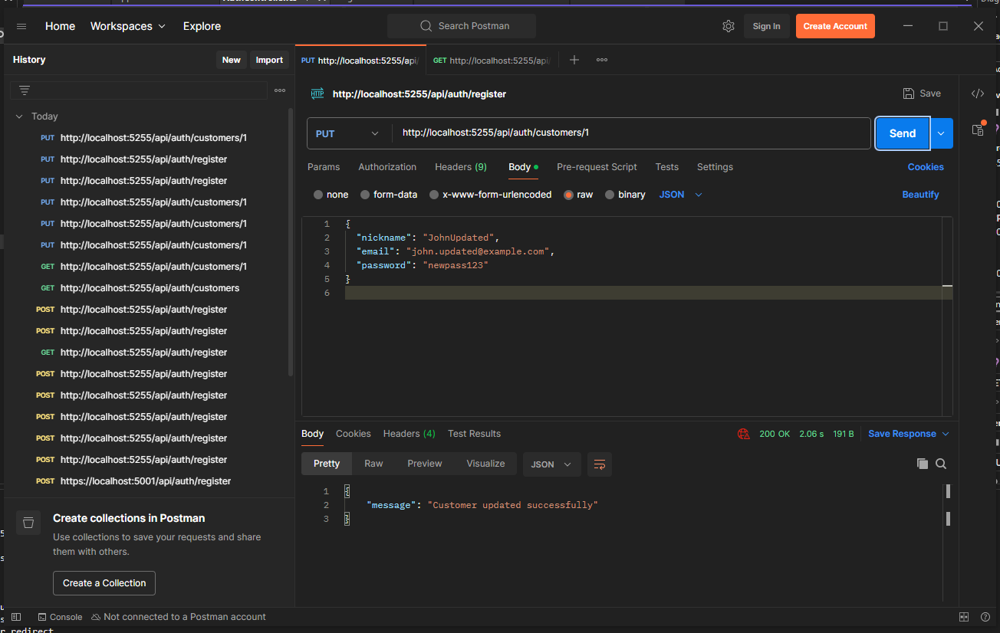 Home Workspaces Explore Search Postman Sign In Create Account
History New Import
PUT http://localhost:5255/api/ GET http://localhost:5255/api/
HTTP http://localhost:5255/api/auth/register Save </>
PUT http://localhost:5255/api/auth/customers/1 Send
Params Authorization Headers (9) Body Pre-request Script Tests Settings Cookies
none form-data x-www-form-urlencoded raw binary JSON Beautify
1 {
2 "nickname": "JohnUpdated",
3 "email": "john.updated@example.com",
4 "password": "newpass123"
5 }
6
Today
PUT http://localhost:5255/api/auth/customers/1
PUT http://localhost:5255/api/auth/register
PUT http://localhost:5255/api/auth/register
PUT http://localhost:5255/api/auth/customers/1
PUT http://localhost:5255/api/auth/customers/1
PUT http://localhost:5255/api/auth/customers/1
GET http://localhost:5255/api/auth/customers/1
GET http://localhost:5255/api/auth/customers
POST http://localhost:5255/api/auth/register
POST http://localhost:5255/api/auth/register
GET http://localhost:5255/api/auth/register
POST http://localhost:5255/api/auth/register
POST http://localhost:5255/api/auth/register
POST http://localhost:5255/api/auth/register
POST http://localhost:5255/api/auth/register
POST http://localhost:5255/api/auth/register
POST https://localhost:5001/api/auth/register
Body Cookies Headers (4) Test Results 200 OK 2.06 s 191 B Save Response
Pretty Raw Preview Visualize JSON
1 {
2 "message": "Customer updated successfully"
3 }
Create collections in Postman
Use collections to save your requests and share
them with others.
Create a Collection
Console Not connected to a Postman account
r redirect